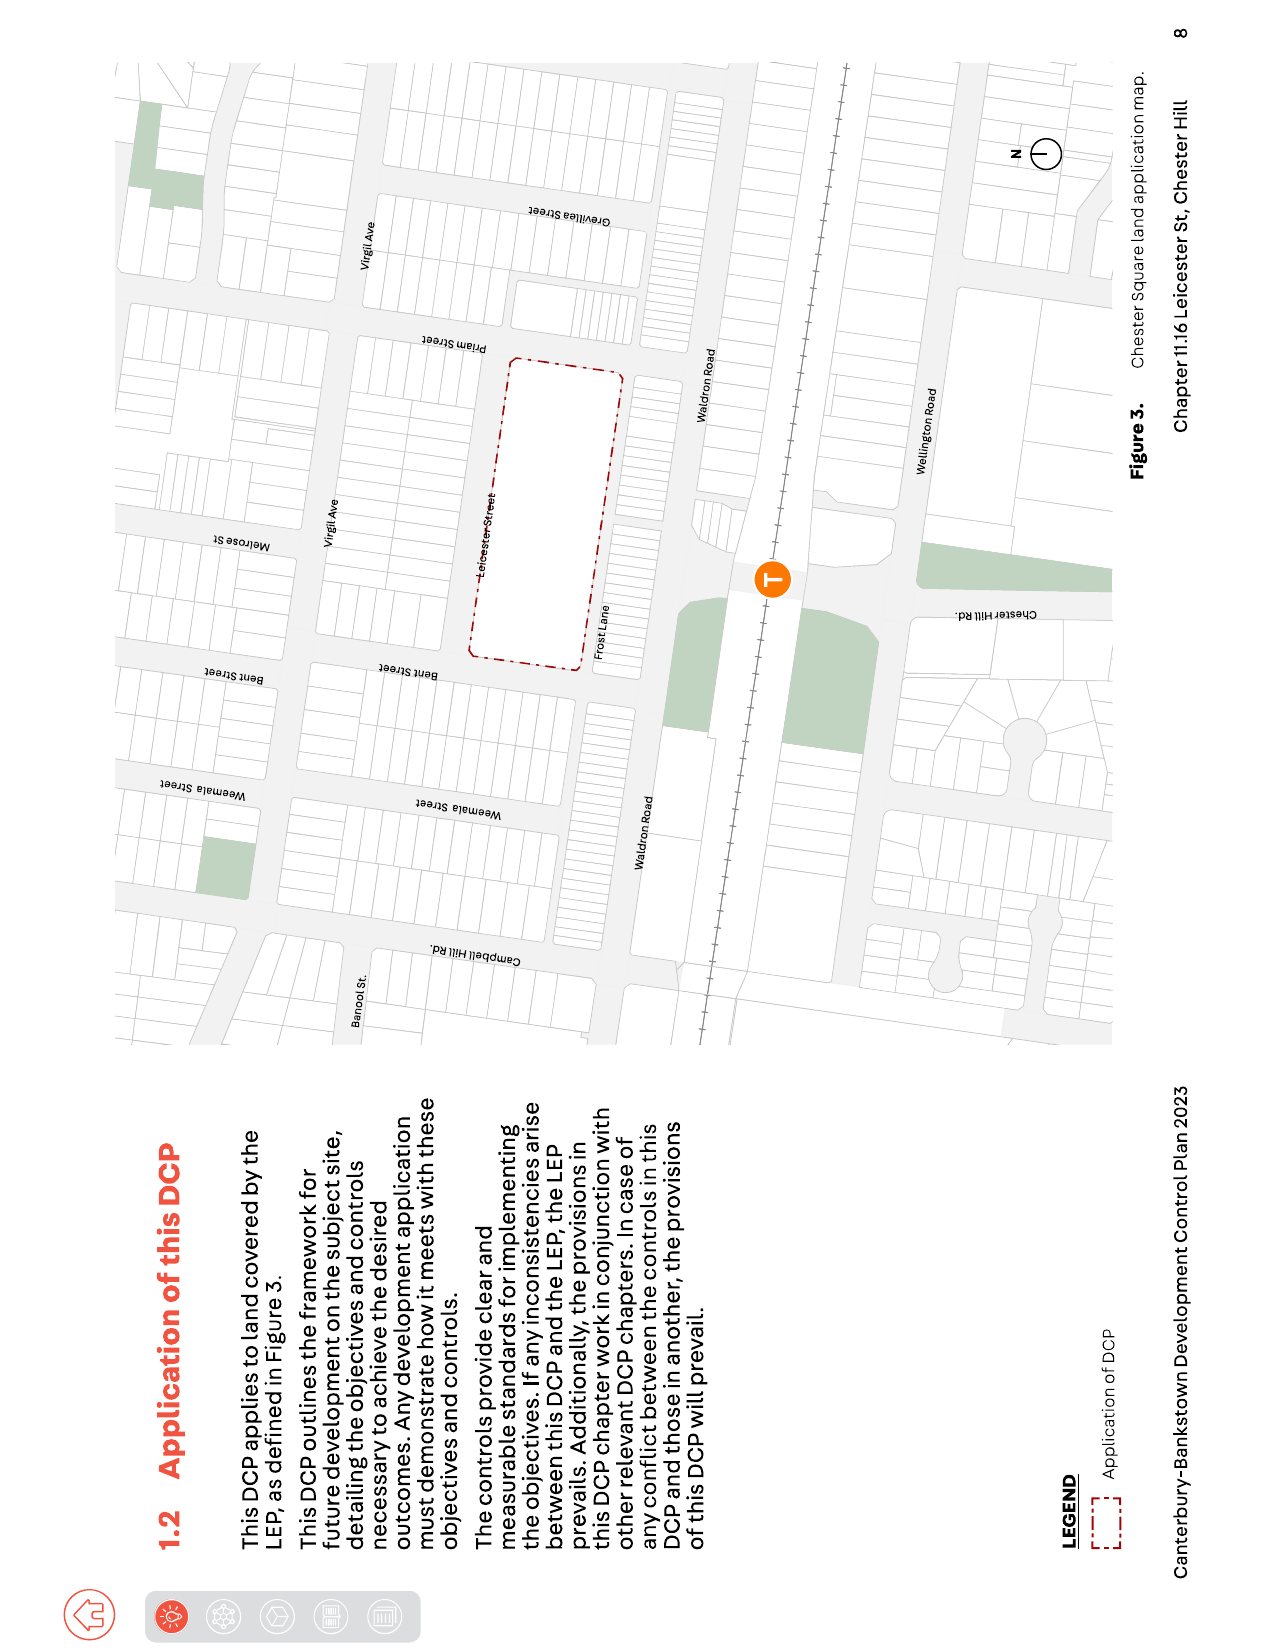 1.2 Application of this DCP
This DCP applies to land covered by the
LEP, as defined in Figure 3.
This DCP outlines the framework for
future development on the subject site,
detailing the objectives and controls
necessary to achieve the desired
outcomes. Any development application
must demonstrate how it meets with these
objectives and controls.
The controls provide clear and
measurable standards for implementing
the objectives. If any inconsistencies arise
between this DCP and the LEP, the LEP
prevails. Additionally, the provisions in
this DCP chapter work in conjunction with
other relevant DCP chapters. In case of
any conflict between the controls in this
DCP and those in another, the provisions
of this DCP will prevail.
LEGEND
Application of DCP
Melrose St
Bent Street
Weemala Street
Virgil Ave
Virgil Ave
Banool St.
Priam Street
Bent Street
Weemala Street
Campbell Hill Rd.
Leicester Street
Grevillea Street
Frost Lane
Waldron Road
Waldron Road
T
Wellington Road
Chester Hill Rd.
N
Figure 3. Chester Square land application map.
Canterbury-Bankstown Development Control Plan 2023
Chapter 11.16 Leicester St, Chester Hill
8